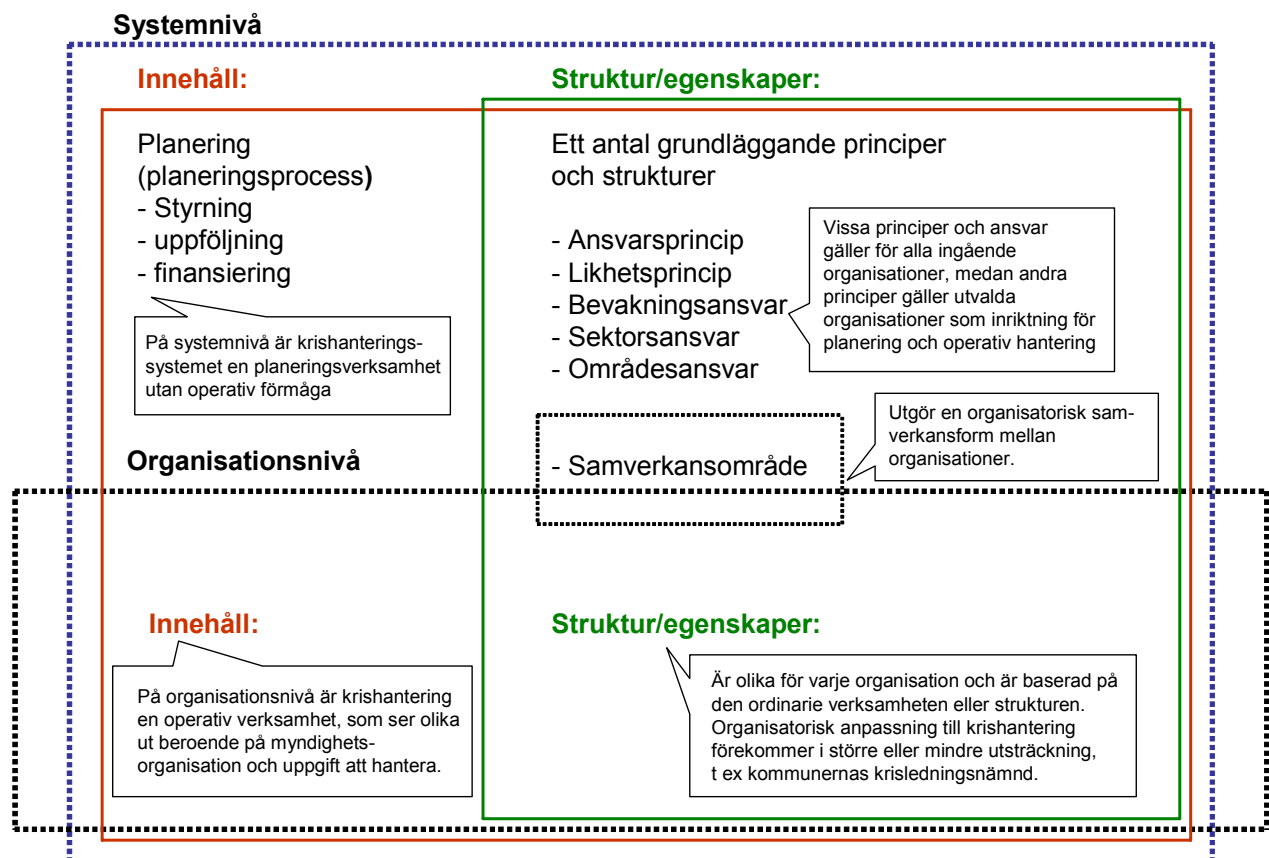 Systemnivå
Innehåll:
Struktur/egenskaper:
Planering
(planeringsprocess)
- Styrning
- uppföljning
- finansiering
På systemnivå är krishanterings-
systemet en planeringsverksamhet
utan operativ förmåga
Ett antal grundläggande principer
och strukturer
- Ansvarsprincip
- Likhetsprincip
- Bevakningsansvar
- Sektorsansvar
- Områdesansvar
Vissa principer och ansvar
gäller för alla ingående
organisationer, medan andra
principer gäller utvalda
organisationer som inriktning för
planering och operativ hantering
- Samverkansområde
Utgör en organisatorisk sam-
verkansform mellan
organisationer.
Organisationsnivå
Innehåll:
På organisationsnivå är krishantering
en operativ verksamhet, som ser olika
ut beroende på myndighets-
organisation och uppgift att hantera.
Struktur/egenskaper:
Är olika för varje organisation och är baserad på
den ordinarie verksamheten eller strukturen.
Organisatorisk anpassning till krishantering
förekommer i större eller mindre utsträckning,
t ex kommunernas krisledningsnämnd.